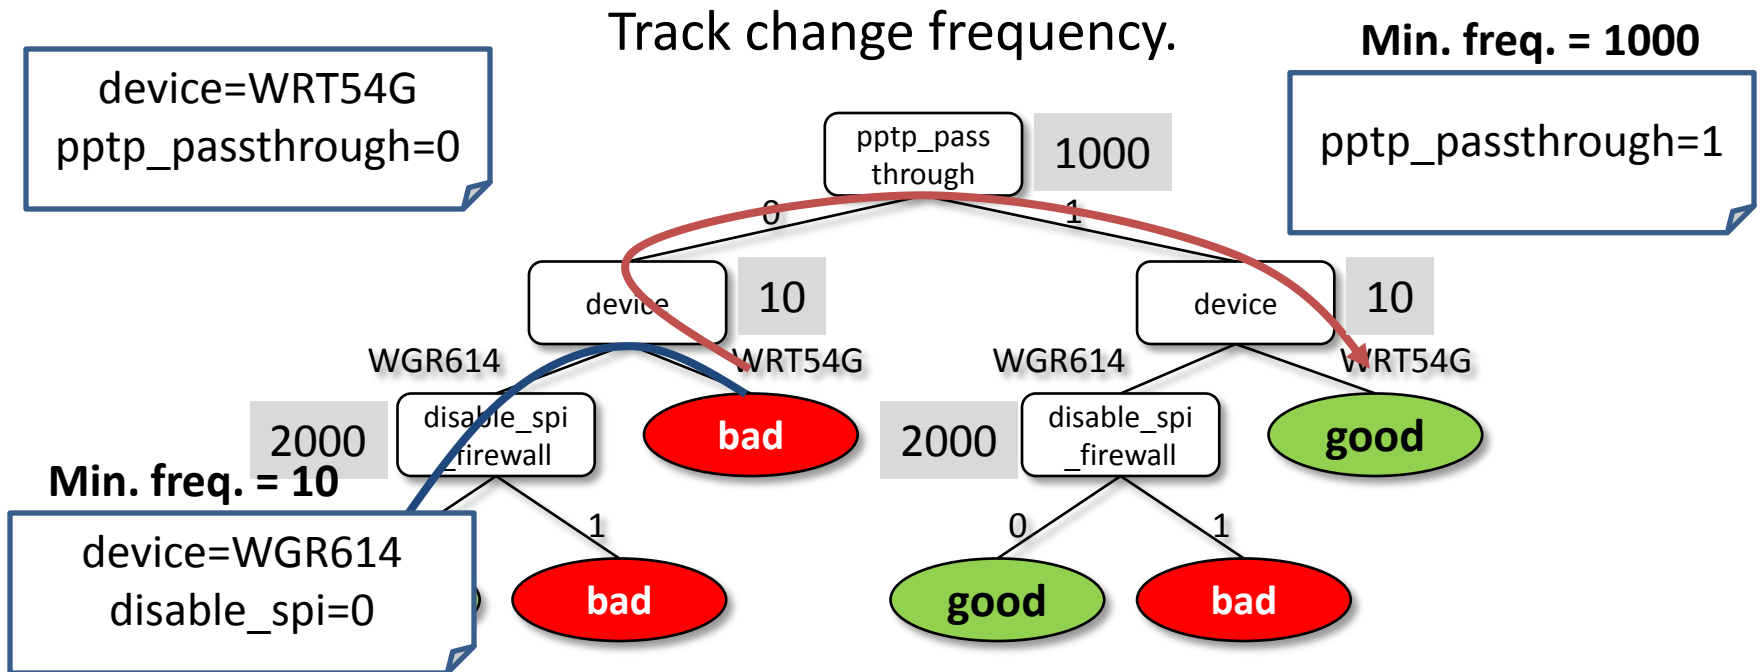 Track change frequency.
Min. freq. = 1000
device=WRT54G
pptp_passthrough=0
pptp_pass
through
1000
pptp_passthrough=1
0
1
device
10
device
10
WGR614
WRT54G
WGR614
WRT54G
2000
disable_spi
_firewall
bad
2000
disable_spi
_firewall
good
Min. freq. = 10
device=WGR614
disable_spi=0
1
0
1
bad
good
bad